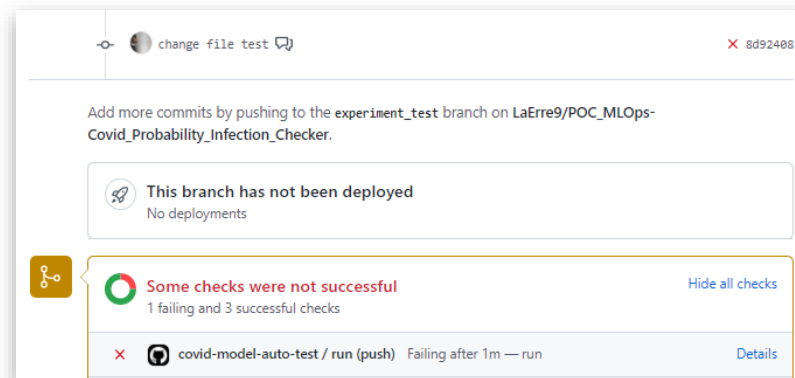 change file test
8d92408
Add more commits by pushing to the experiment_test branch on LaErre9/POC_MLOps-
Covid_Probability_Infection_Checker.
This branch has not been deployed
No deployments
Some checks were not successful
Hide all checks
1 failing and 3 successful checks
covid-model-auto-test / run (push) Failing after 1m — run
Details